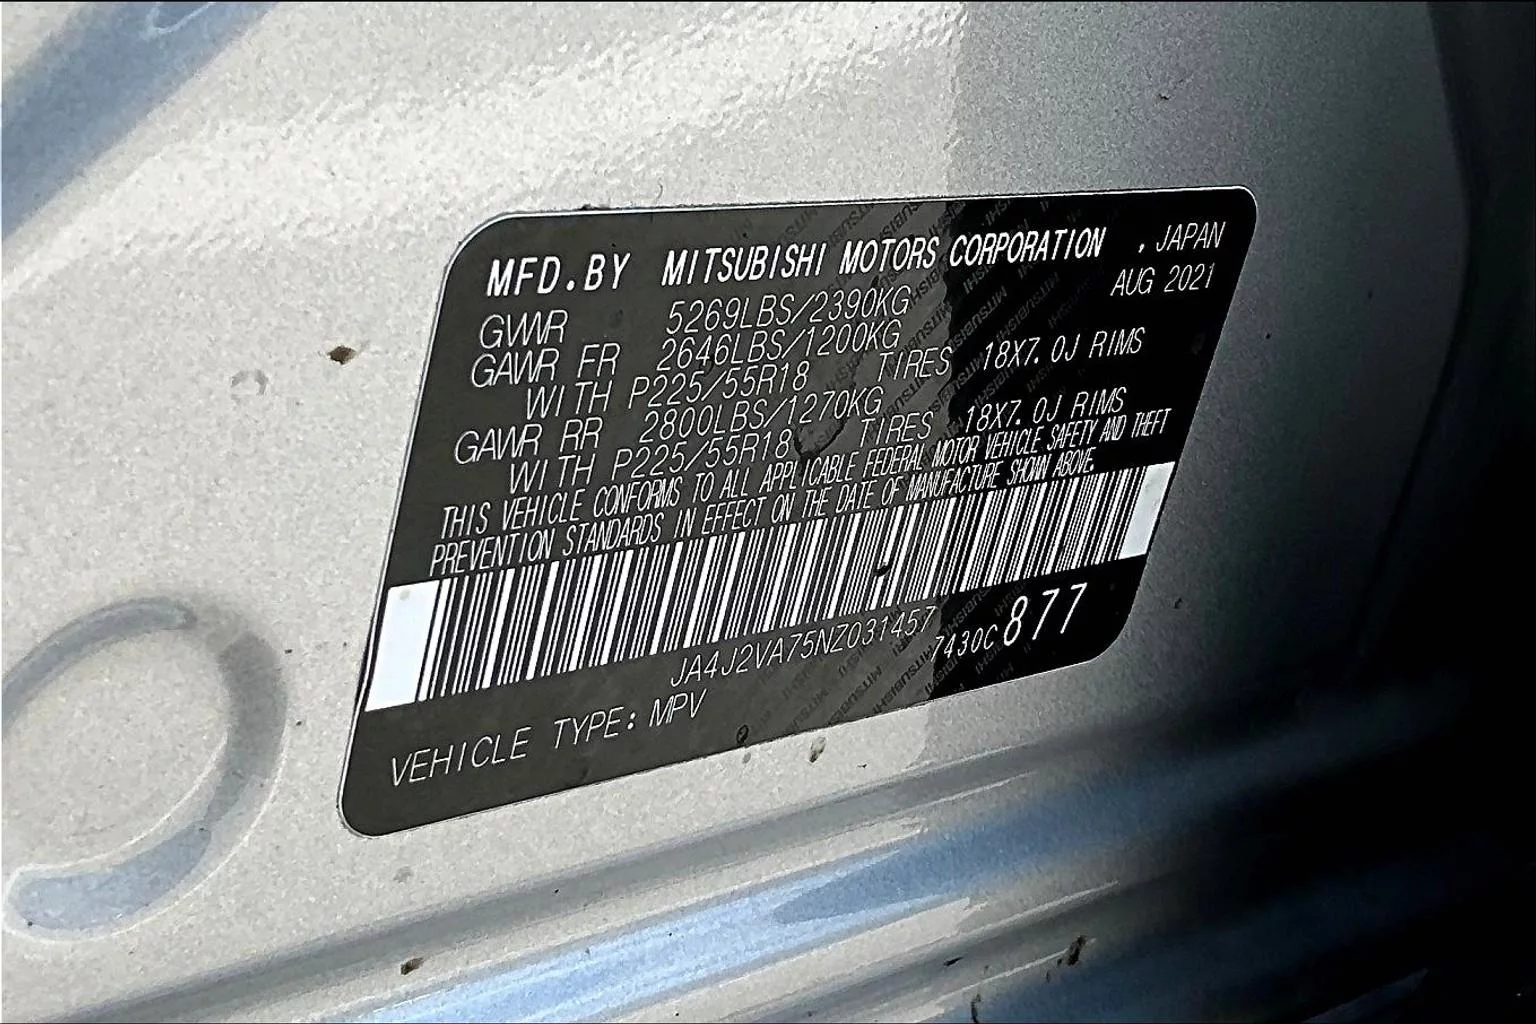 MFD.BY MITSUBISHI MOTORS CORPORATION , JAPAN
AUG 2021
GVWR 5269LBS/2390KG
GAWR FR 2646LBS/1200KG
WITH P225/55R18 TIRES 18X7.0J RIMS
GAWR RR 2800LBS/1270KG
WITH P225/55R18 TIRES 18X7.0J RIMS
THIS VEHICLE CONFORMS TO ALL APPLICABLE FEDERAL MOTOR VEHICLE SAFETY AND THEFT
PREVENTION STANDARDS IN EFFECT ON THE DATE OF MANUFACTURE SHOWN ABOVE.
JA4J2VA75NZ031457 7430C 877
VEHICLE TYPE: MPV